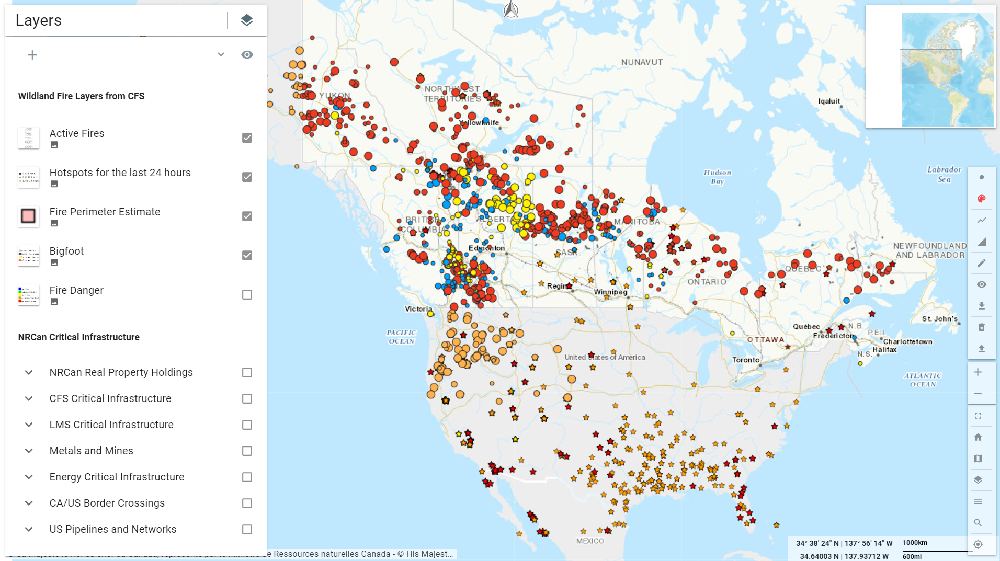 Layers
Wildland Fire Layers from CFS
Active Fires
Hotspots for the last 24 hours
Fire Perimeter Estimate
Bigfoot
Fire Danger
NRCan Critical Infrastructure
NRCan Real Property Holdings
CFS Critical Infrastructure
LMS Critical Infrastructure
Metals and Mines
Energy Critical Infrastructure
CA/US Border Crossings
US Pipelines and Networks
NUNAVUT
NORTHWEST
TERRITORIES
YUKON
Iqaluit
Yellowknife
Hudson
Bay
Labrador
Sea
BRITISH
COLUMBIA
ALBERTA
MANITOBA
Edmonton
SASK.
NEWFOUNDLAND
AND LABRADOR
QUEBEC
ONTARIO
Regina
Winnipeg
Victoria
PACIFIC
OCEAN
St. John's
Québec
N.B.
P.E.I.
Fredericton
Charlottetown
OTTAWA
Halifax
N.S.
Toronto
United States of America
ATLANTIC
OCEAN
MEXICO
Ressources naturelles Canada - © His Majest...
34° 38' 24" N | 137° 56' 14" W
1000km
34.64003 N | 137.93712 W
600mi